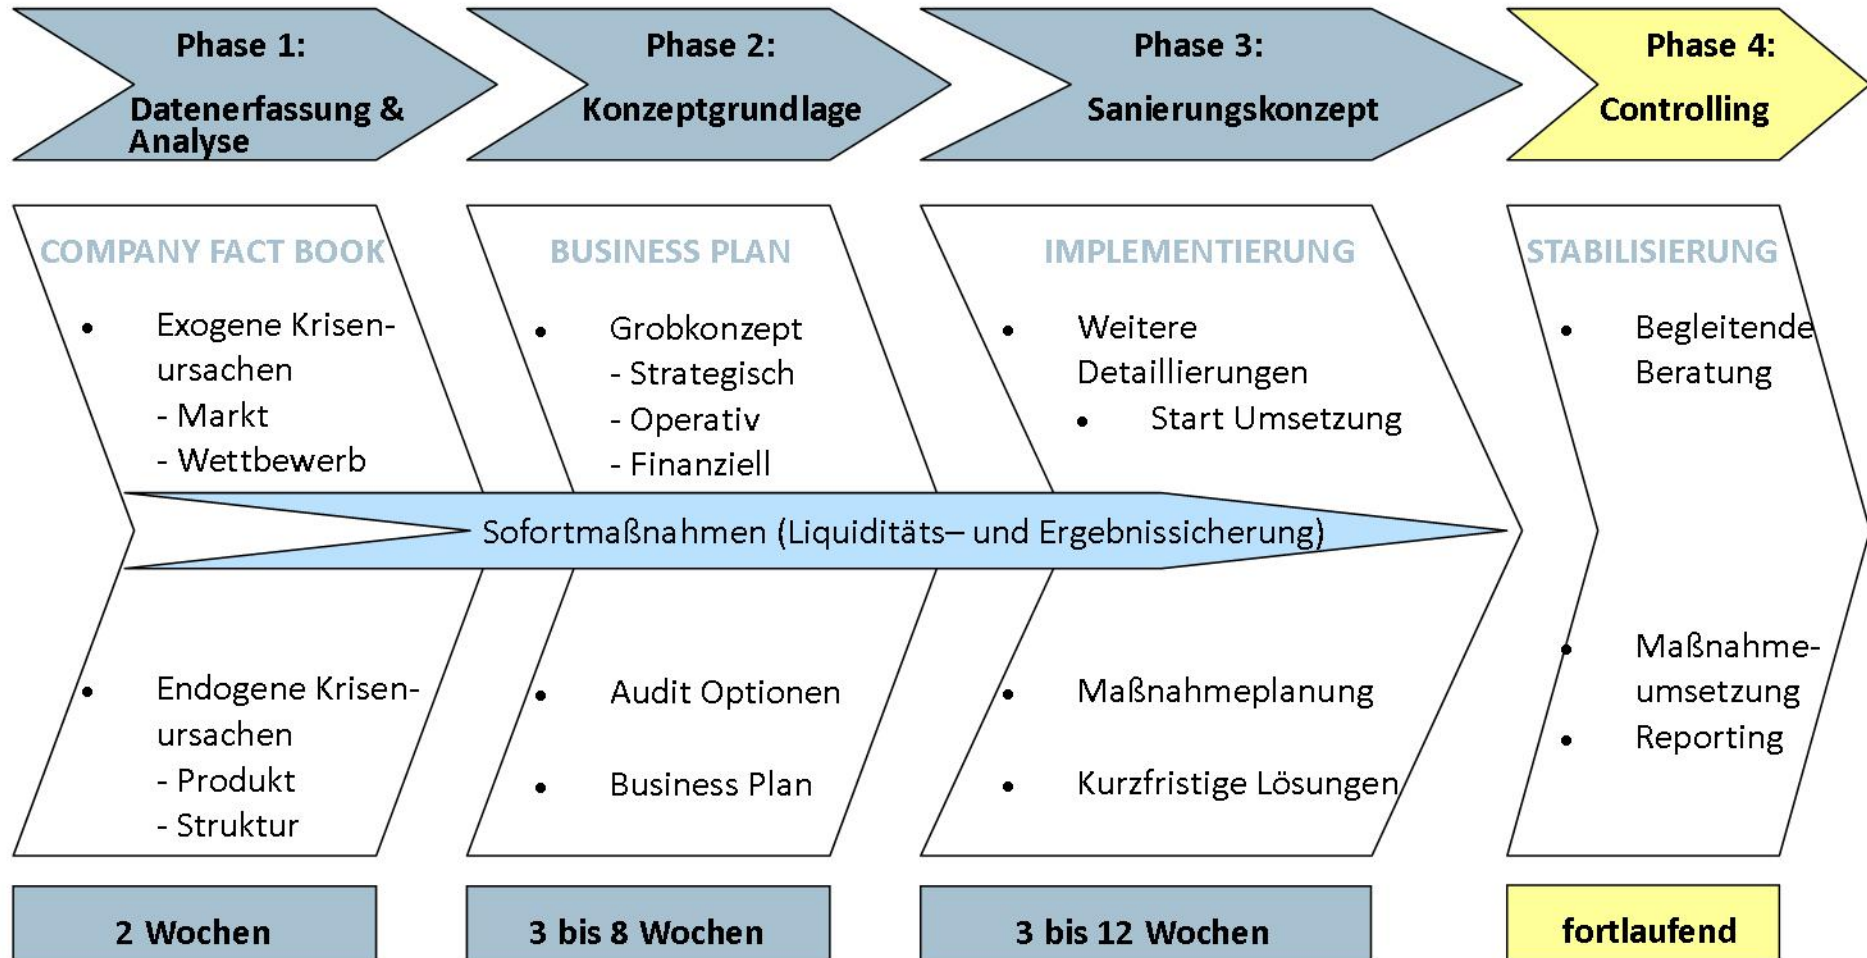 Phase 1:
Datenerfassung &
Analyse
Phase 2:
Konzeptgrundlage
Phase 3:
Sanierungskonzept
Phase 4:
Controlling
COMPANY FACT BOOK
• Exogene Krisen-
ursachen
- Markt
- Wettbewerb
BUSINESS PLAN
• Grobkonzept
- Strategisch
- Operativ
- Finanziell
IMPLEMENTIERUNG
• Weitere
Detaillierungen
• Start Umsetzung
STABILISIERUNG
• Begleitende
Beratung
Sofortmaßnahmen (Liquiditäts– und Ergebnissicherung)
• Endogene Krisen-
ursachen
- Produkt
- Struktur
• Audit Optionen
• Business Plan
• Maßnahmeplanung
• Kurzfristige Lösungen
• Maßnahme-
umsetzung
• Reporting
2 Wochen
3 bis 8 Wochen
3 bis 12 Wochen
fortlaufend